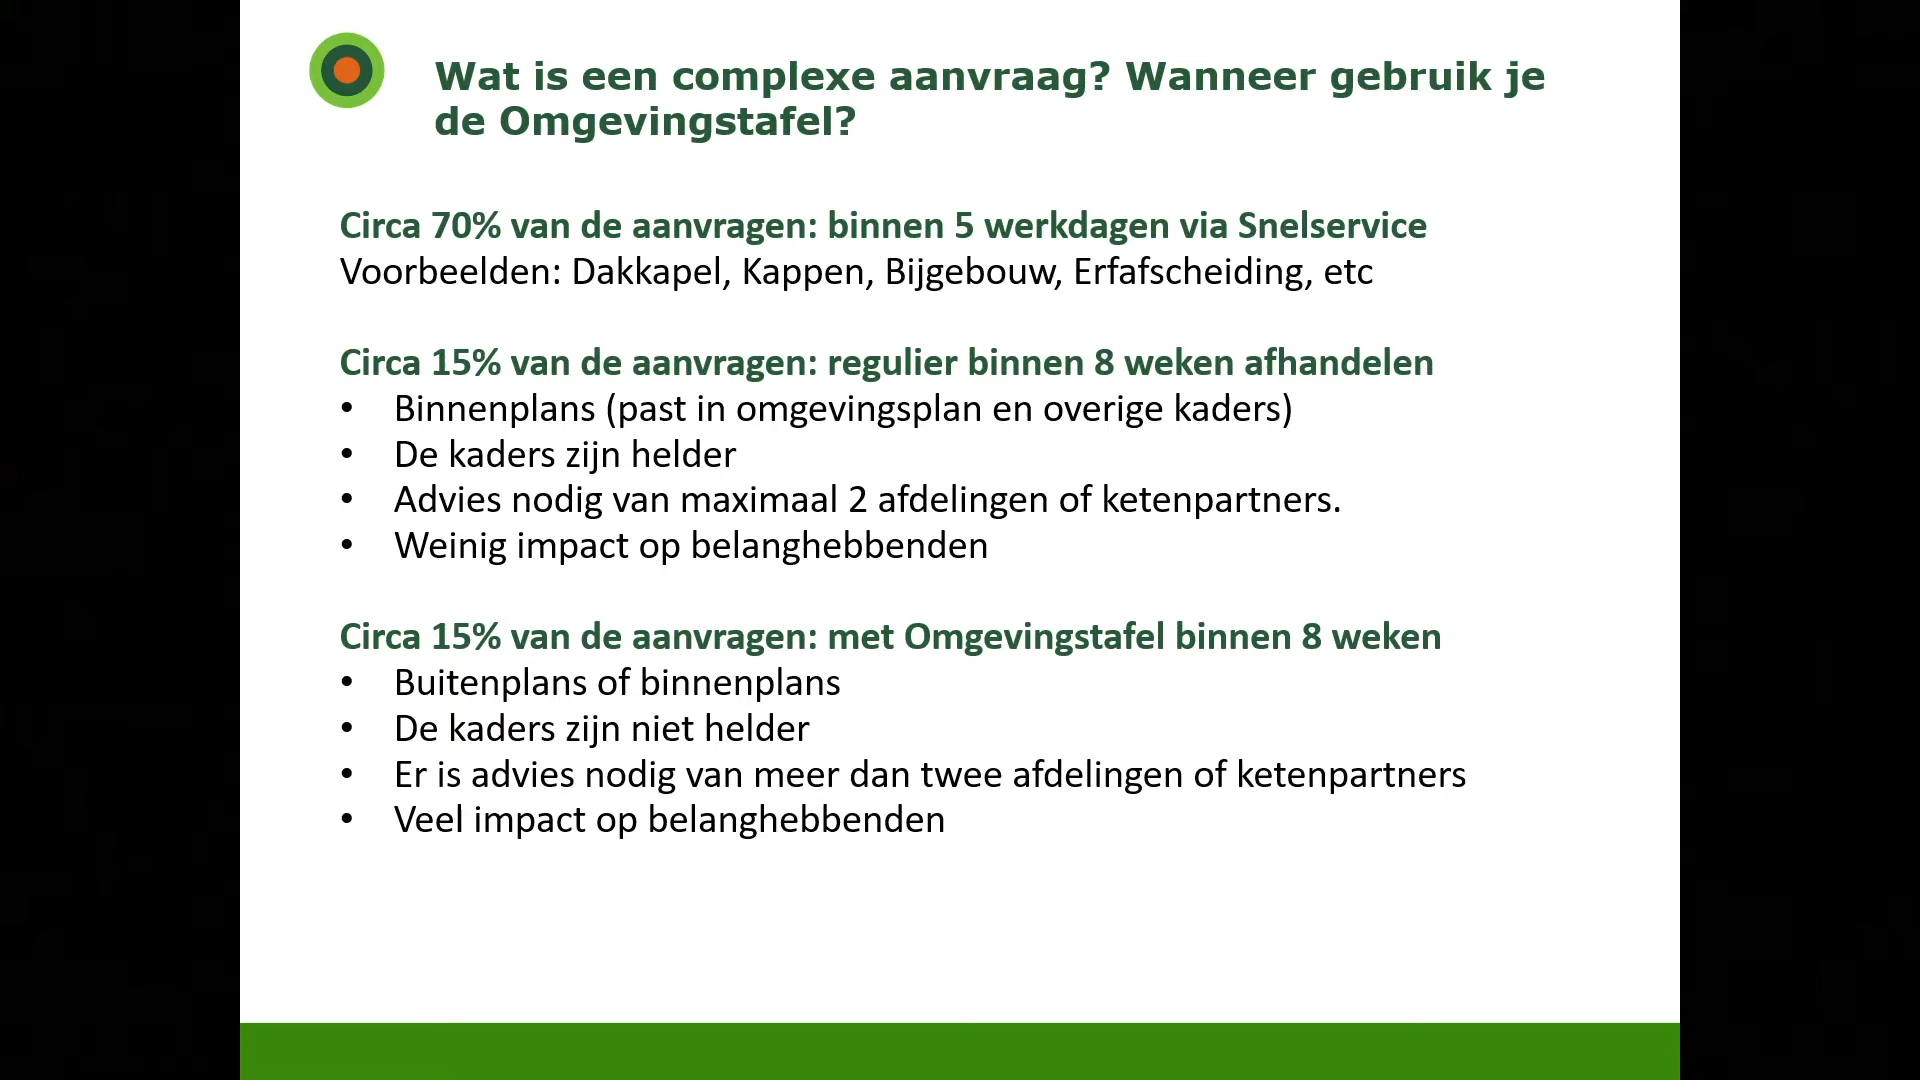 Wat is een complexe aanvraag? Wanneer gebruik je
de Omgevingstafel?
Circa 70% van de aanvragen: binnen 5 werkdagen via Snelservice
Voorbeelden: Dakkapel, Kappen, Bijgebouw, Erfafscheiding, etc
Circa 15% van de aanvragen: regulier binnen 8 weken afhandelen
• Binnenplans (past in omgevingsplan en overige kaders)
• De kaders zijn helder
• Advies nodig van maximaal 2 afdelingen of ketenpartners.
• Weinig impact op belanghebbenden
Circa 15% van de aanvragen: met Omgevingstafel binnen 8 weken
• Buitenplans of binnenplans
• De kaders zijn niet helder
• Er is advies nodig van meer dan twee afdelingen of ketenpartners
• Veel impact op belanghebbenden